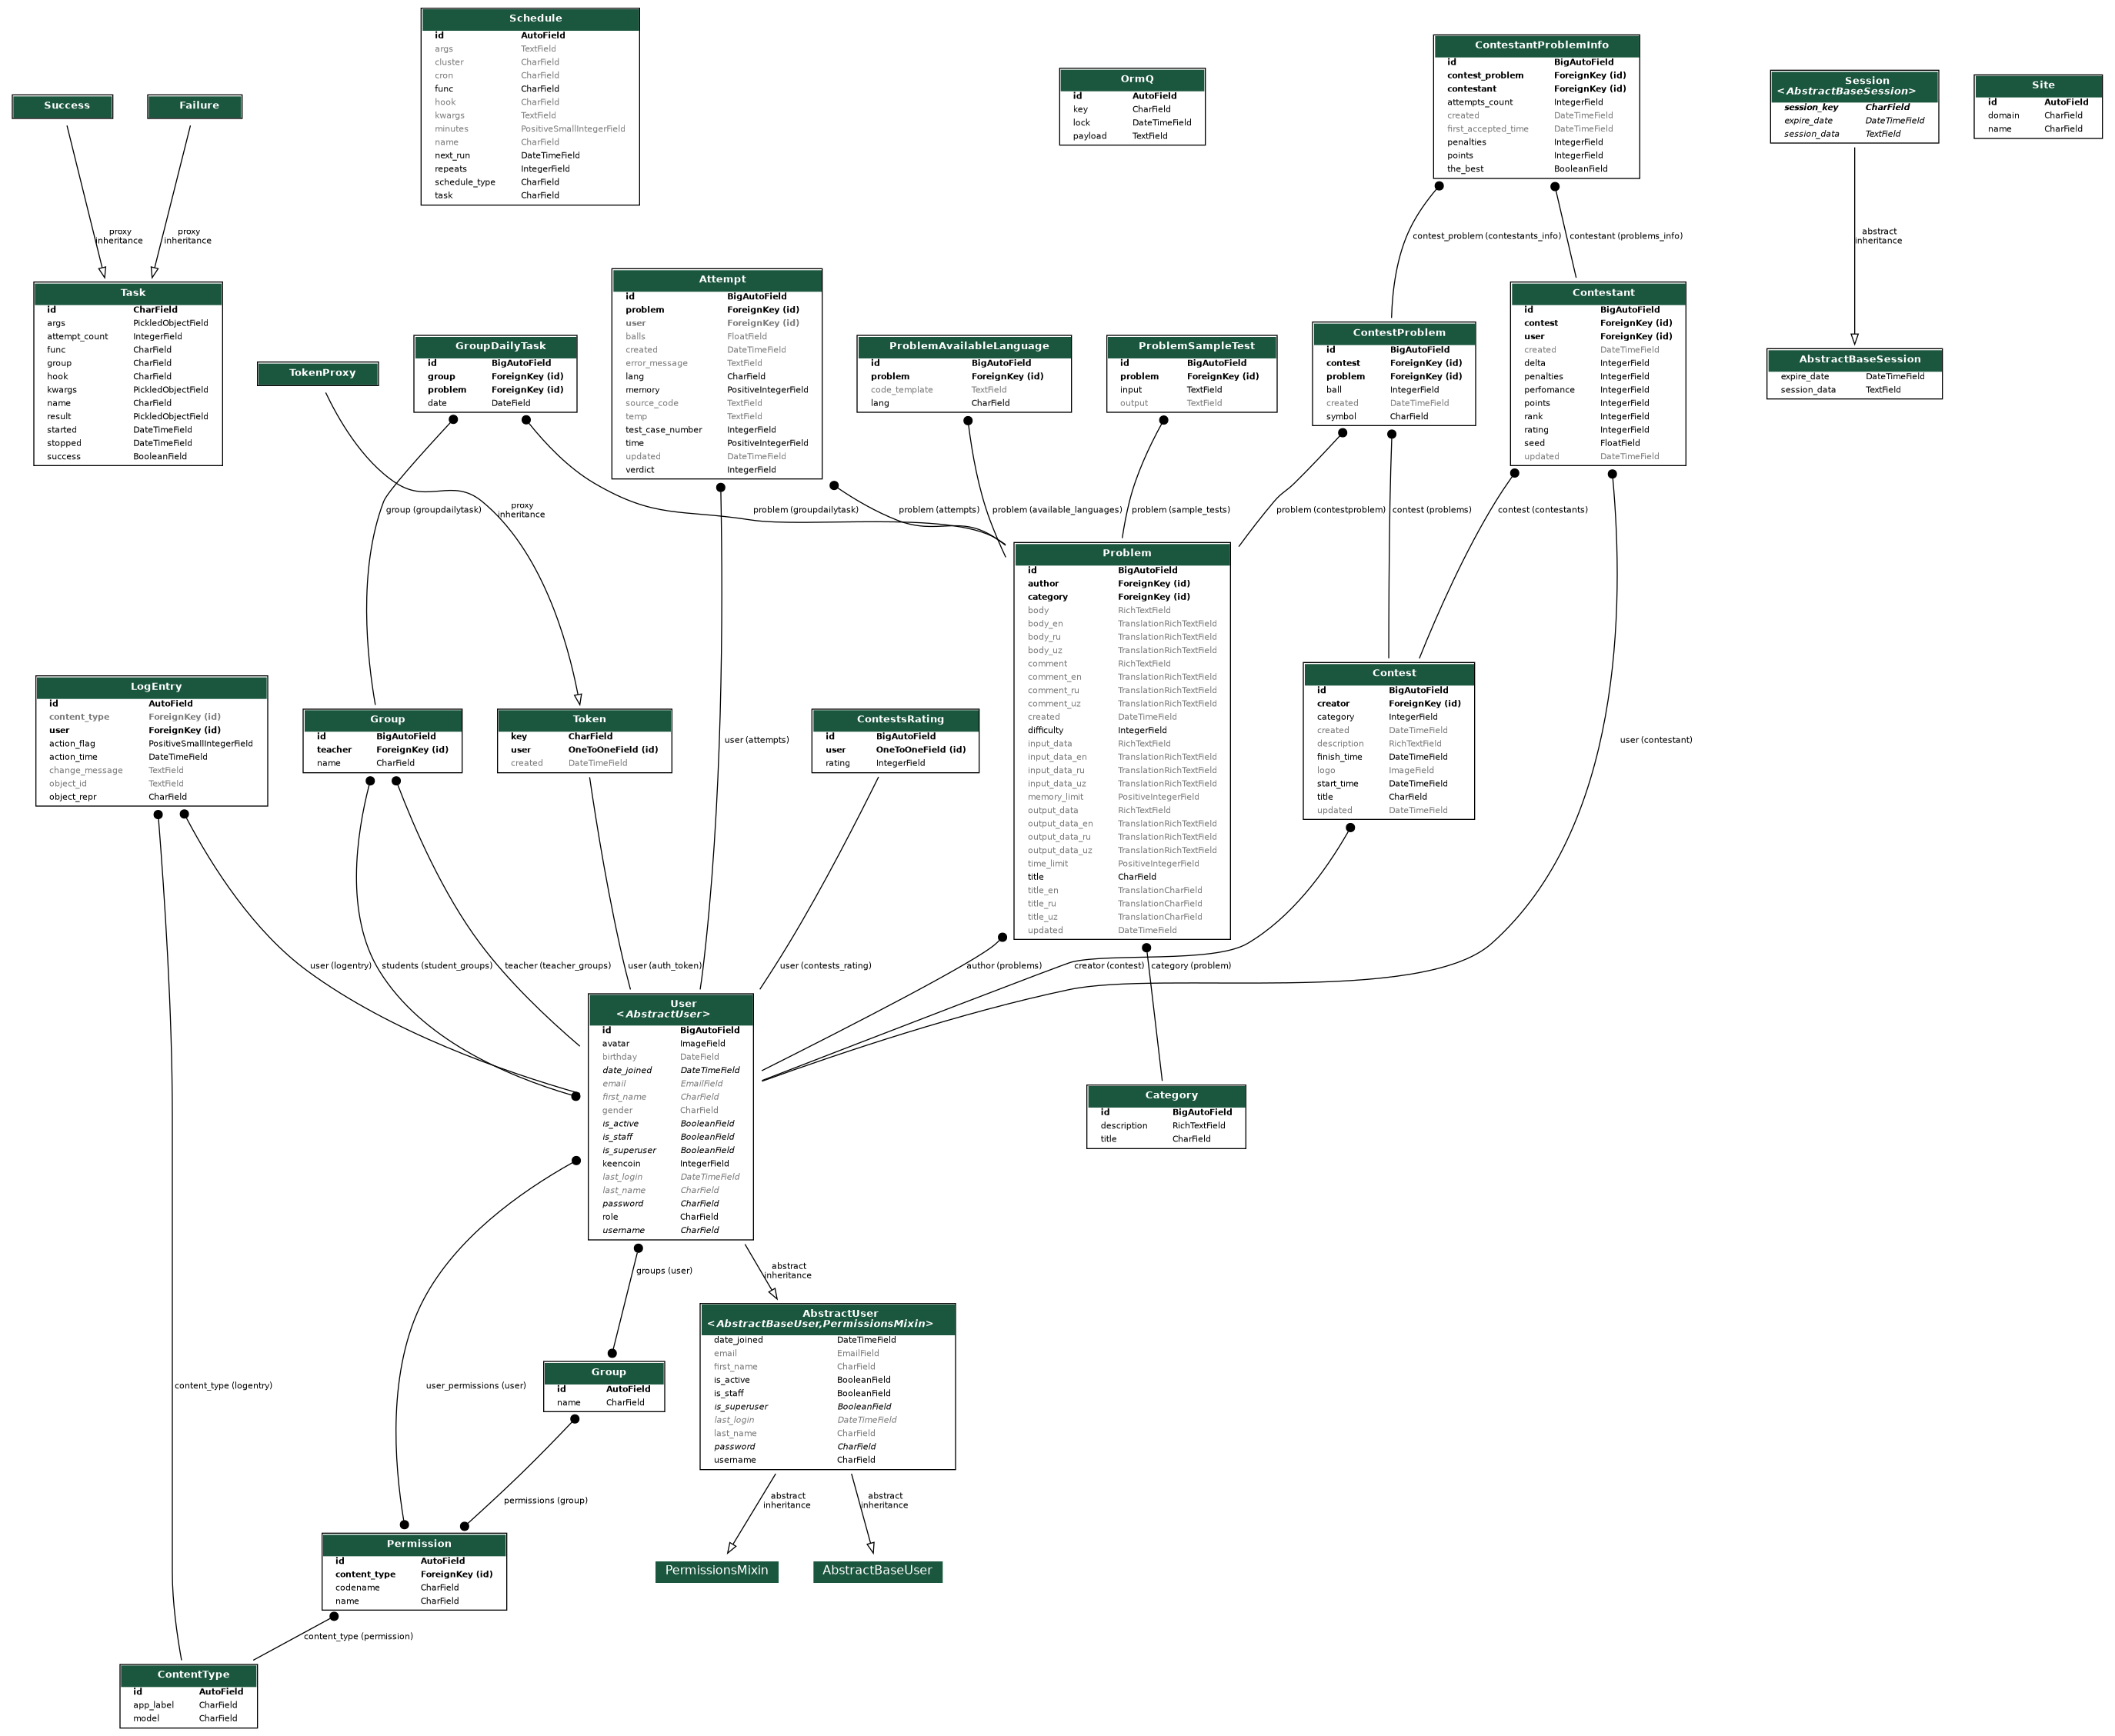 Schedule
id AutoField
args TextField
cluster CharField
cron CharField
func CharField
hook CharField
kwargs TextField
minutes PositiveSmallIntegerField
name CharField
next_run DateTimeField
repeats IntegerField
schedule_type CharField
task CharField
OrmQ
id AutoField
key CharField
lock DateTimeField
payload TextField
ContestantProblemInfo
id BigAutoField
contest_problem ForeignKey (id)
contestant ForeignKey (id)
attempts_count IntegerField
created DateTimeField
first_accepted_time DateTimeField
penalties IntegerField
points IntegerField
the_best BooleanField
Session
<AbstractBaseSession>
session_key CharField
expire_date DateTimeField
session_data TextField
Site
id AutoField
domain CharField
name CharField
Success
Failure
proxy
inheritance
proxy
inheritance
contest_problem (contestants_info)
contestant (problems_info)
abstract
inheritance
Task
id CharField
args PickledObjectField
attempt_count IntegerField
func CharField
group CharField
hook CharField
kwargs PickledObjectField
name CharField
result PickledObjectField
started DateTimeField
stopped DateTimeField
success BooleanField
TokenProxy
GroupDailyTask
id BigAutoField
group ForeignKey (id)
problem ForeignKey (id)
date DateField
Attempt
id BigAutoField
problem ForeignKey (id)
user ForeignKey (id)
balls FloatField
created DateTimeField
error_message TextField
lang CharField
memory PositiveIntegerField
source_code TextField
temp TextField
test_case_number IntegerField
time PositiveIntegerField
updated DateTimeField
verdict IntegerField
ProblemAvailableLanguage
id BigAutoField
problem ForeignKey (id)
code_template TextField
lang CharField
ProblemSampleTest
id BigAutoField
problem ForeignKey (id)
input TextField
output TextField
ContestProblem
id BigAutoField
contest ForeignKey (id)
problem ForeignKey (id)
ball IntegerField
created DateTimeField
symbol CharField
Contestant
id BigAutoField
contest ForeignKey (id)
user ForeignKey (id)
created DateTimeField
delta IntegerField
penalties IntegerField
perfomance IntegerField
points IntegerField
rank IntegerField
rating IntegerField
seed FloatField
updated DateTimeField
AbstractBaseSession
expire_date DateTimeField
session_data TextField
group (groupdailytask)
proxy
inheritance
problem (groupdailytask)
problem (attempts)
problem (available_languages)
problem (sample_tests)
problem (contestproblem)
contest (problems)
contest (contestants)
Problem
id BigAutoField
author ForeignKey (id)
category ForeignKey (id)
body RichTextField
body_en TranslationRichTextField
body_ru TranslationRichTextField
body_uz TranslationRichTextField
comment RichTextField
comment_en TranslationRichTextField
comment_ru TranslationRichTextField
comment_uz TranslationRichTextField
created DateTimeField
difficulty IntegerField
input_data RichTextField
input_data_en TranslationRichTextField
input_data_ru TranslationRichTextField
input_data_uz TranslationRichTextField
memory_limit PositiveIntegerField
output_data RichTextField
output_data_en TranslationRichTextField
output_data_ru TranslationRichTextField
output_data_uz TranslationRichTextField
time_limit PositiveIntegerField
title CharField
title_en TranslationCharField
title_ru TranslationCharField
title_uz TranslationCharField
updated DateTimeField
LogEntry
id AutoField
content_type ForeignKey (id)
user ForeignKey (id)
action_flag PositiveSmallIntegerField
action_time DateTimeField
change_message TextField
object_id TextField
object_repr CharField
Group
id BigAutoField
teacher ForeignKey (id)
name CharField
Token
key CharField
user OneToOneField (id)
created DateTimeField
user (attempts)
ContestsRating
id BigAutoField
user OneToOneField (id)
rating IntegerField
Contest
id BigAutoField
creator ForeignKey (id)
category IntegerField
created DateTimeField
description RichTextField
finish_time DateTimeField
logo ImageField
start_time DateTimeField
title CharField
updated DateTimeField
user (contestant)
user (logentry)
students (student_groups)
teacher (teacher_groups)
user (auth_token)
user (contests_rating)
author (problems)
creator (contest)
category (problem)
User
<AbstractUser>
id BigAutoField
avatar ImageField
birthday DateField
date_joined DateTimeField
email EmailField
first_name CharField
gender CharField
is_active BooleanField
is_staff BooleanField
is_superuser BooleanField
keencoin IntegerField
last_login DateTimeField
last_name CharField
password CharField
role CharField
username CharField
Category
id BigAutoField
description RichTextField
title CharField
groups (user)
abstract
inheritance
AbstractUser
<AbstractBaseUser,PermissionsMixin>
date_joined DateTimeField
email EmailField
first_name CharField
is_active BooleanField
is_staff BooleanField
is_superuser BooleanField
last_login DateTimeField
last_name CharField
password CharField
username CharField
content_type (logentry)
user_permissions (user)
Group
id AutoField
name CharField
permissions (group)
abstract
inheritance
abstract
inheritance
Permission
id AutoField
content_type ForeignKey (id)
codename CharField
name CharField
PermissionsMixin
AbstractBaseUser
content_type (permission)
ContentType
id AutoField
app_label CharField
model CharField